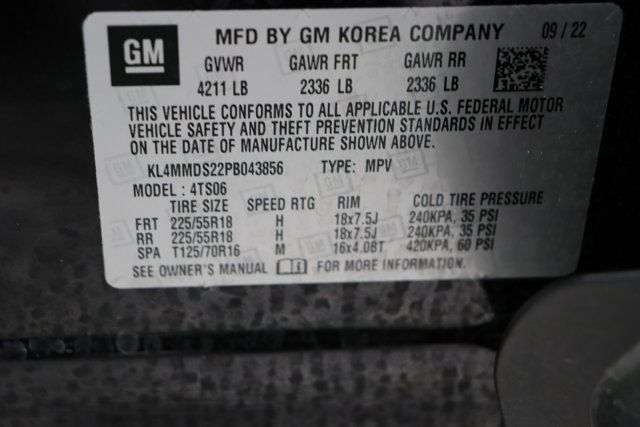 GM MFD BY GM KOREA COMPANY 09/22
GVWR GAWR FRT GAWR RR
4211 LB 2336 LB 2336 LB
THIS VEHICLE CONFORMS TO ALL APPLICABLE U.S. FEDERAL MOTOR
VEHICLE SAFETY AND THEFT PREVENTION STANDARDS IN EFFECT
ON THE DATE OF MANUFACTURE SHOWN ABOVE.
KL4MMDS22PB043856 TYPE: MPV
MODEL: 4TS06
TIRE SIZE SPEED RTG RIM COLD TIRE PRESSURE
FRT 225/55R18 H 18x7.5J 240KPA, 35 PSI
RR 225/55R18 H 18x7.5J 240KPA, 35 PSI
SPA T125/70R16 M 16x4.0BT 420KPA, 60 PSI
SEE OWNER'S MANUAL FOR MORE INFORMATION.